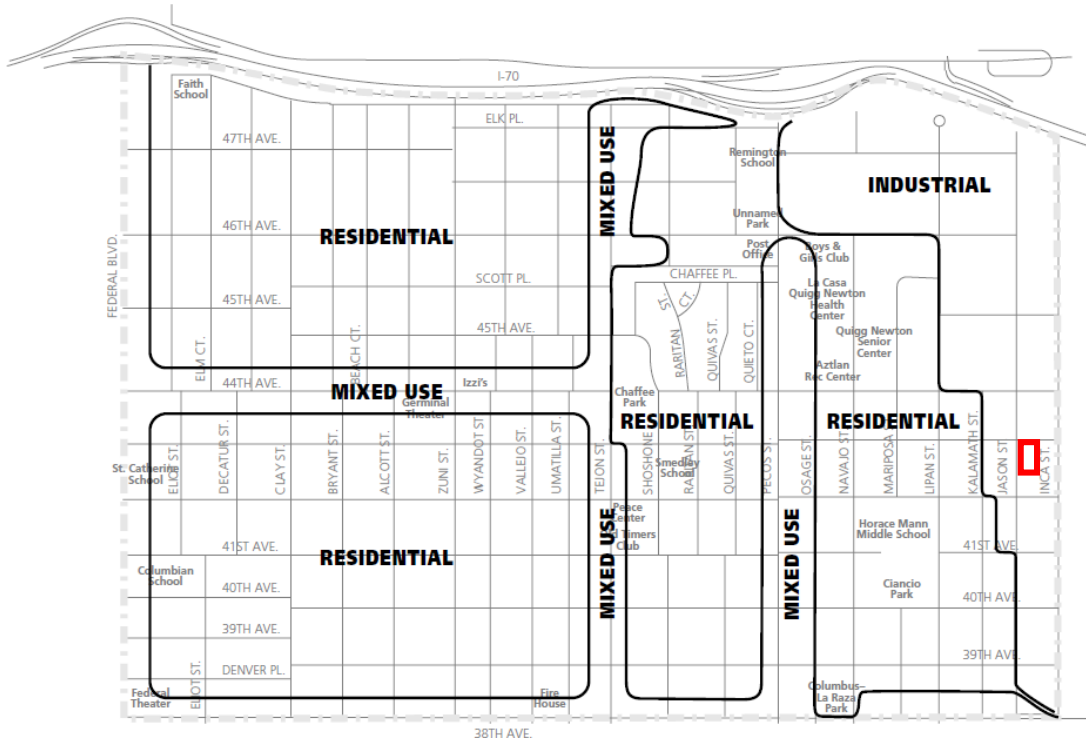 I-70
Faith
School
ELK PL.
47TH AVE.
MIXED USE
Remington
School
INDUSTRIAL
46TH AVE.
RESIDENTIAL
Unnamed
Park
Post
Office
Boys &
Girls Club
FEDERAL BLVD.
SCOTT PL.
CHAFFEE PL.
La Casa
Quigg Newton
Health
Center
45TH AVE.
ST.
CT.
45TH AVE.
Quigg Newton
Senior
Center
ELM CT.
BEACH CT.
RARITAN
QUIVAS ST.
QUIETO CT.
Aztlan
Rec Center
44TH AVE.
MIXED USE
Izzi's
Germinal
Theater
Chaffee
Park
RESIDENTIAL
RESIDENTIAL
St. Catherine
School
ELIOT ST.
DECATUR ST.
CLAY ST.
BRYANT ST.
ALCOTT ST.
ZUNI ST.
WYANDOT ST.
VALLEJO ST.
UMATILLA ST.
TEJON ST.
SHOSHONE
Smedley
School
RARITAN ST.
QUIVAS ST.
PECOS ST.
OSAGE ST.
NAVAJO ST.
MARIPOSA
LIPAN ST.
KALAMATH ST.
JASON ST
INCA ST.
Peace
Center
Old Timers
Club
MIXED USE
MIXED USE
Horace Mann
Middle School
41ST AVE.
RESIDENTIAL
41ST AVE.
Columbian
School
40TH AVE.
Ciancio
Park
40TH AVE.
39TH AVE.
39TH AVE.
DENVER PL.
ELIOT ST.
Federal
Theater
Fire
House
Columbus–
La Raza
Park
38TH AVE.